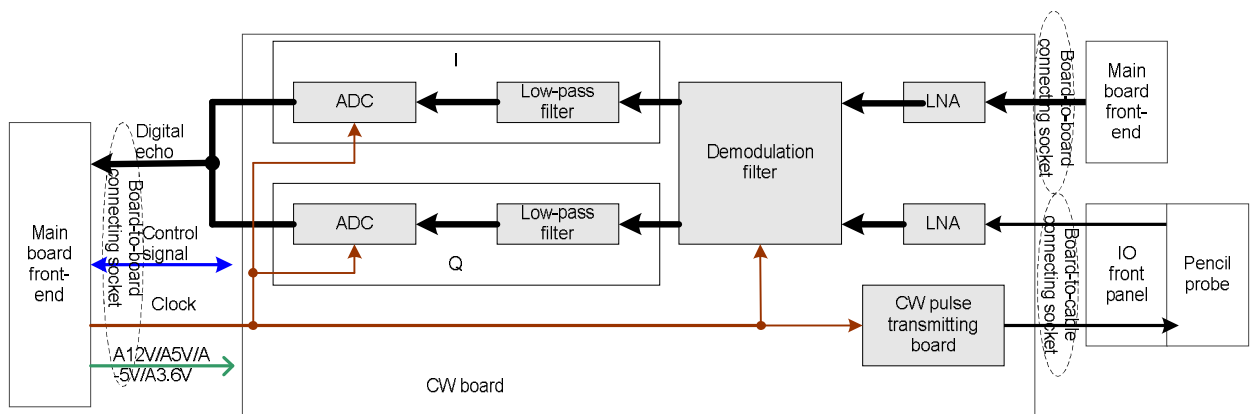 I
ADC
Low-pass
filter
Digital
echo
Demodulation
filter
LNA
Board-to-board
connecting socket
Main
board
front-
end
Main
board
front-
end
Board-to-board
connecting socket
Control
signal
Clock
A12V/A5V/A
-5V/A3.6V
ADC
Low-pass
filter
Q
LNA
Board-to-cable
connecting socket
IO
front
panel
Pencil
probe
CW pulse
transmitting
board
CW board